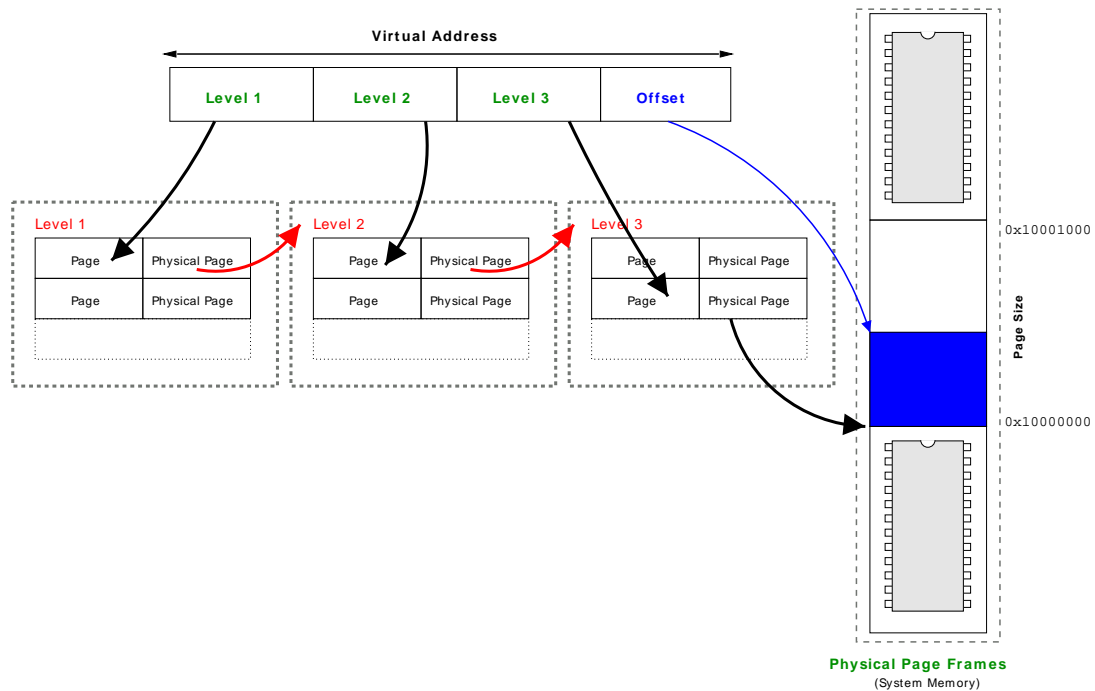 Virtual Address
Level 1
Level 2
Level 3
Offset
Level 1
Page
Physical Page
Page
Physical Page
Level 2
Page
Physical Page
Page
Physical Page
Level 3
Page
Physical Page
Page
Physical Page
0x10001000
Page Size
0x10000000
Physical Page Frames
(System Memory)